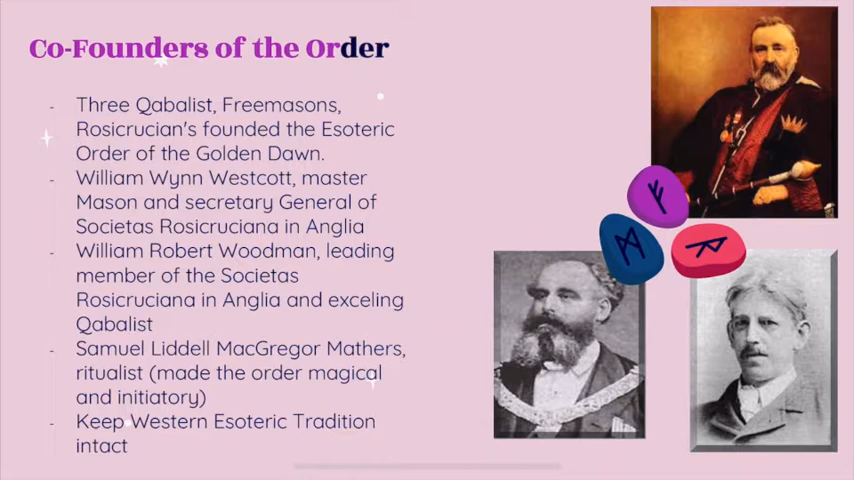 Co-Founders of the Order
- Three Qabalist, Freemasons,
Rosicrucian's founded the Esoteric
Order of the Golden Dawn.
- William Wynn Westcott, master
Mason and secretary General of
Societas Rosicruciana in Anglia
- William Robert Woodman, leading
member of the Societas
Rosicruciana in Anglia and exceling
Qabalist
- Samuel Liddell MacGregor Mathers,
ritualist (made the order magical
and initiatory)
- Keep Western Esoteric Tradition
intact
ᚠ
ᛗ
ᚱ